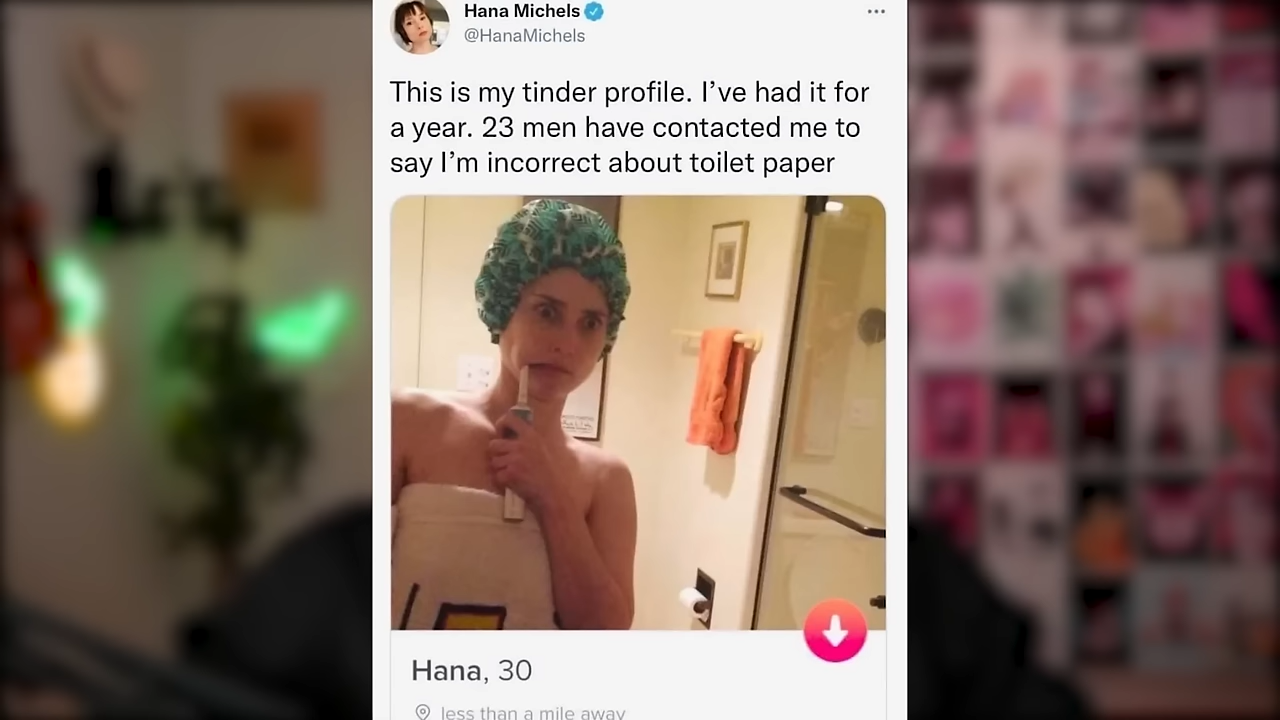 Hana Michels
@HanaMichels
This is my tinder profile. I’ve had it for
a year. 23 men have contacted me to
say I’m incorrect about toilet paper
Hana, 30
less than a mile away